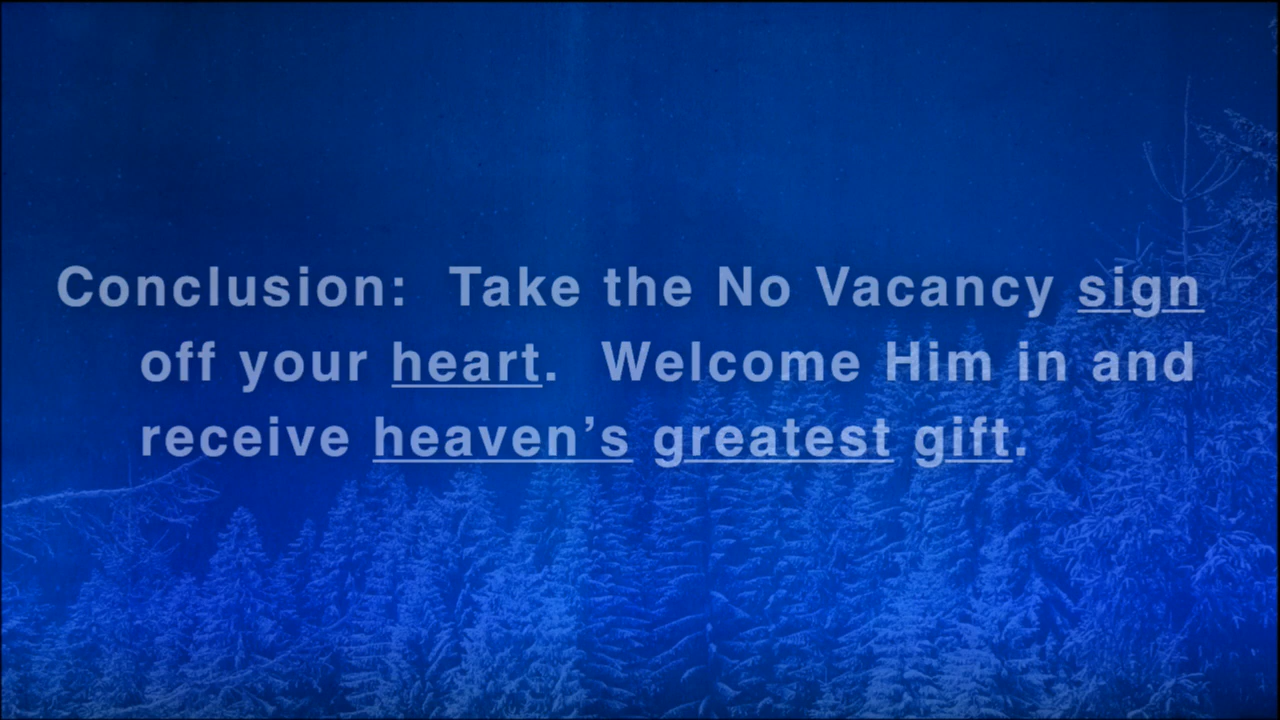 Conclusion:  Take the No Vacancy sign
off your heart.  Welcome Him in and
receive heaven’s greatest gift.